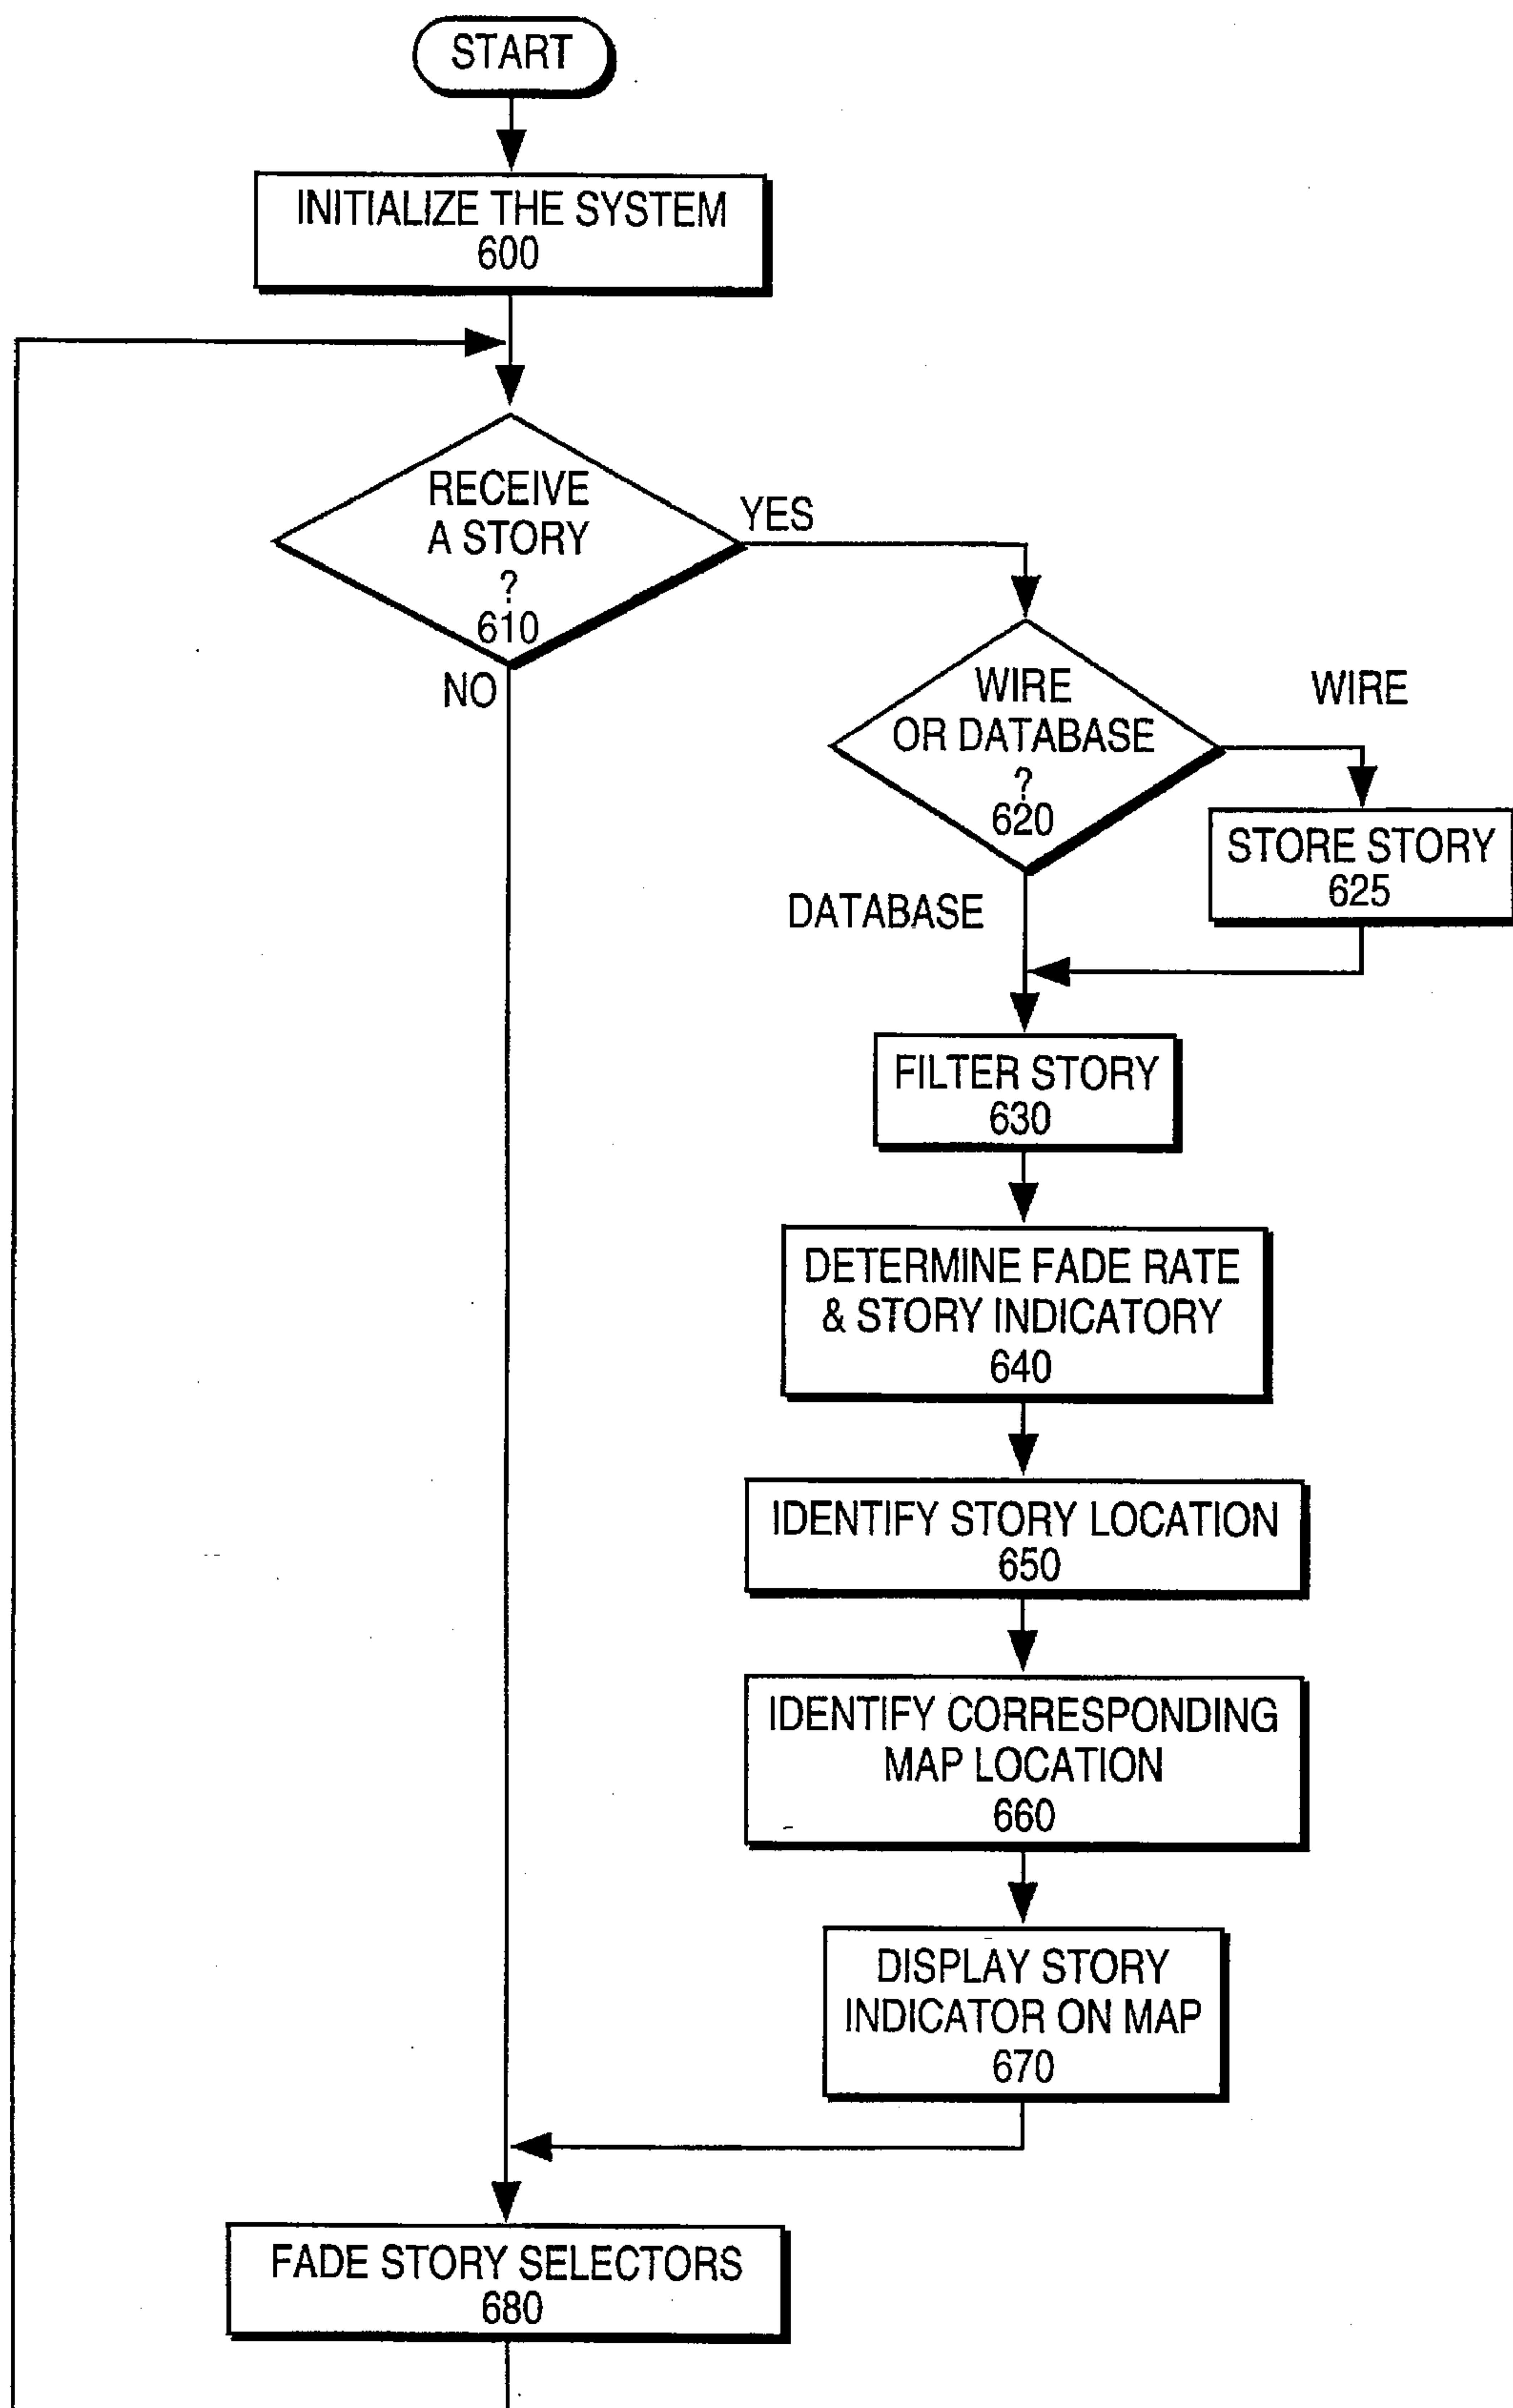 START
INITIALIZE THE SYSTEM
600
RECEIVE
A STORY
?
610
YES
NO
WIRE
OR DATABASE
?
620
WIRE
DATABASE
STORE STORY
625
FILTER STORY
630
DETERMINE FADE RATE
& STORY INDICATORY
640
IDENTIFY STORY LOCATION
650
IDENTIFY CORRESPONDING
MAP LOCATION
660
DISPLAY STORY
INDICATOR ON MAP
670
FADE STORY SELECTORS
680